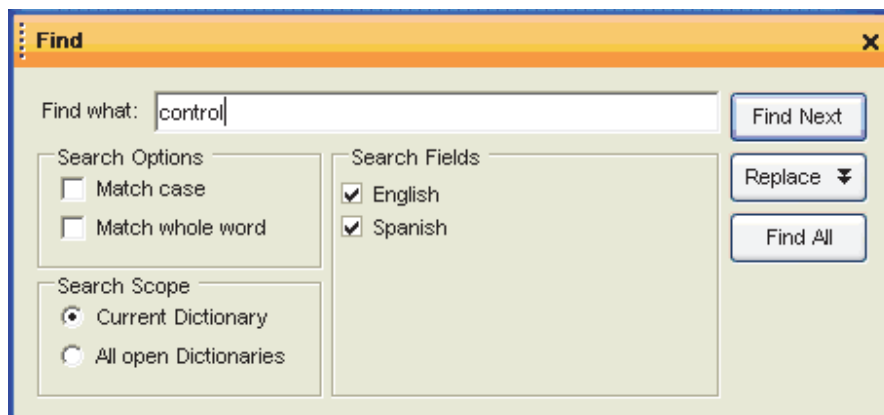 Find
Find what: control
Find Next
Search Options
Match case
Match whole word
Search Fields
English
Spanish
Replace
Find All
Search Scope
Current Dictionary
All open Dictionaries